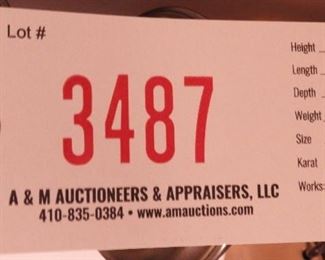 Lot #
3487
A & M AUCTIONEERS & APPRAISERS, LLC
410-835-0384 • www.amauctions.com
Height
Length
Depth
Weight
Size
Karat
Works: